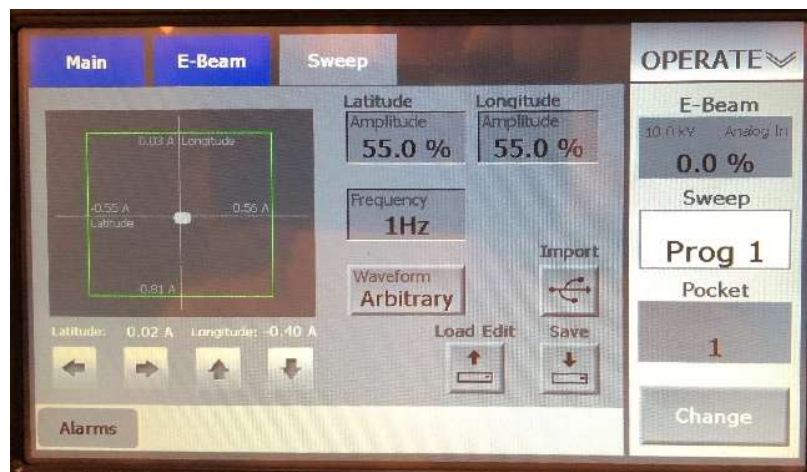 Main
E-Beam
Sweep
OPERATE
0.03 A Longitude
-0.55 A
Latitude
0.56 A
-0.81 A
Latitude: 0.02 A Longitude: -0.40 A
Latitude
Amplitude
55.0 %
Longitude
Amplitude
55.0 %
Frequency
1Hz
Waveform
Arbitrary
Import
Load Edit
Save
Alarms
E-Beam
10.0 kV Analog In
0.0 %
Sweep
Prog 1
Pocket
1
Change